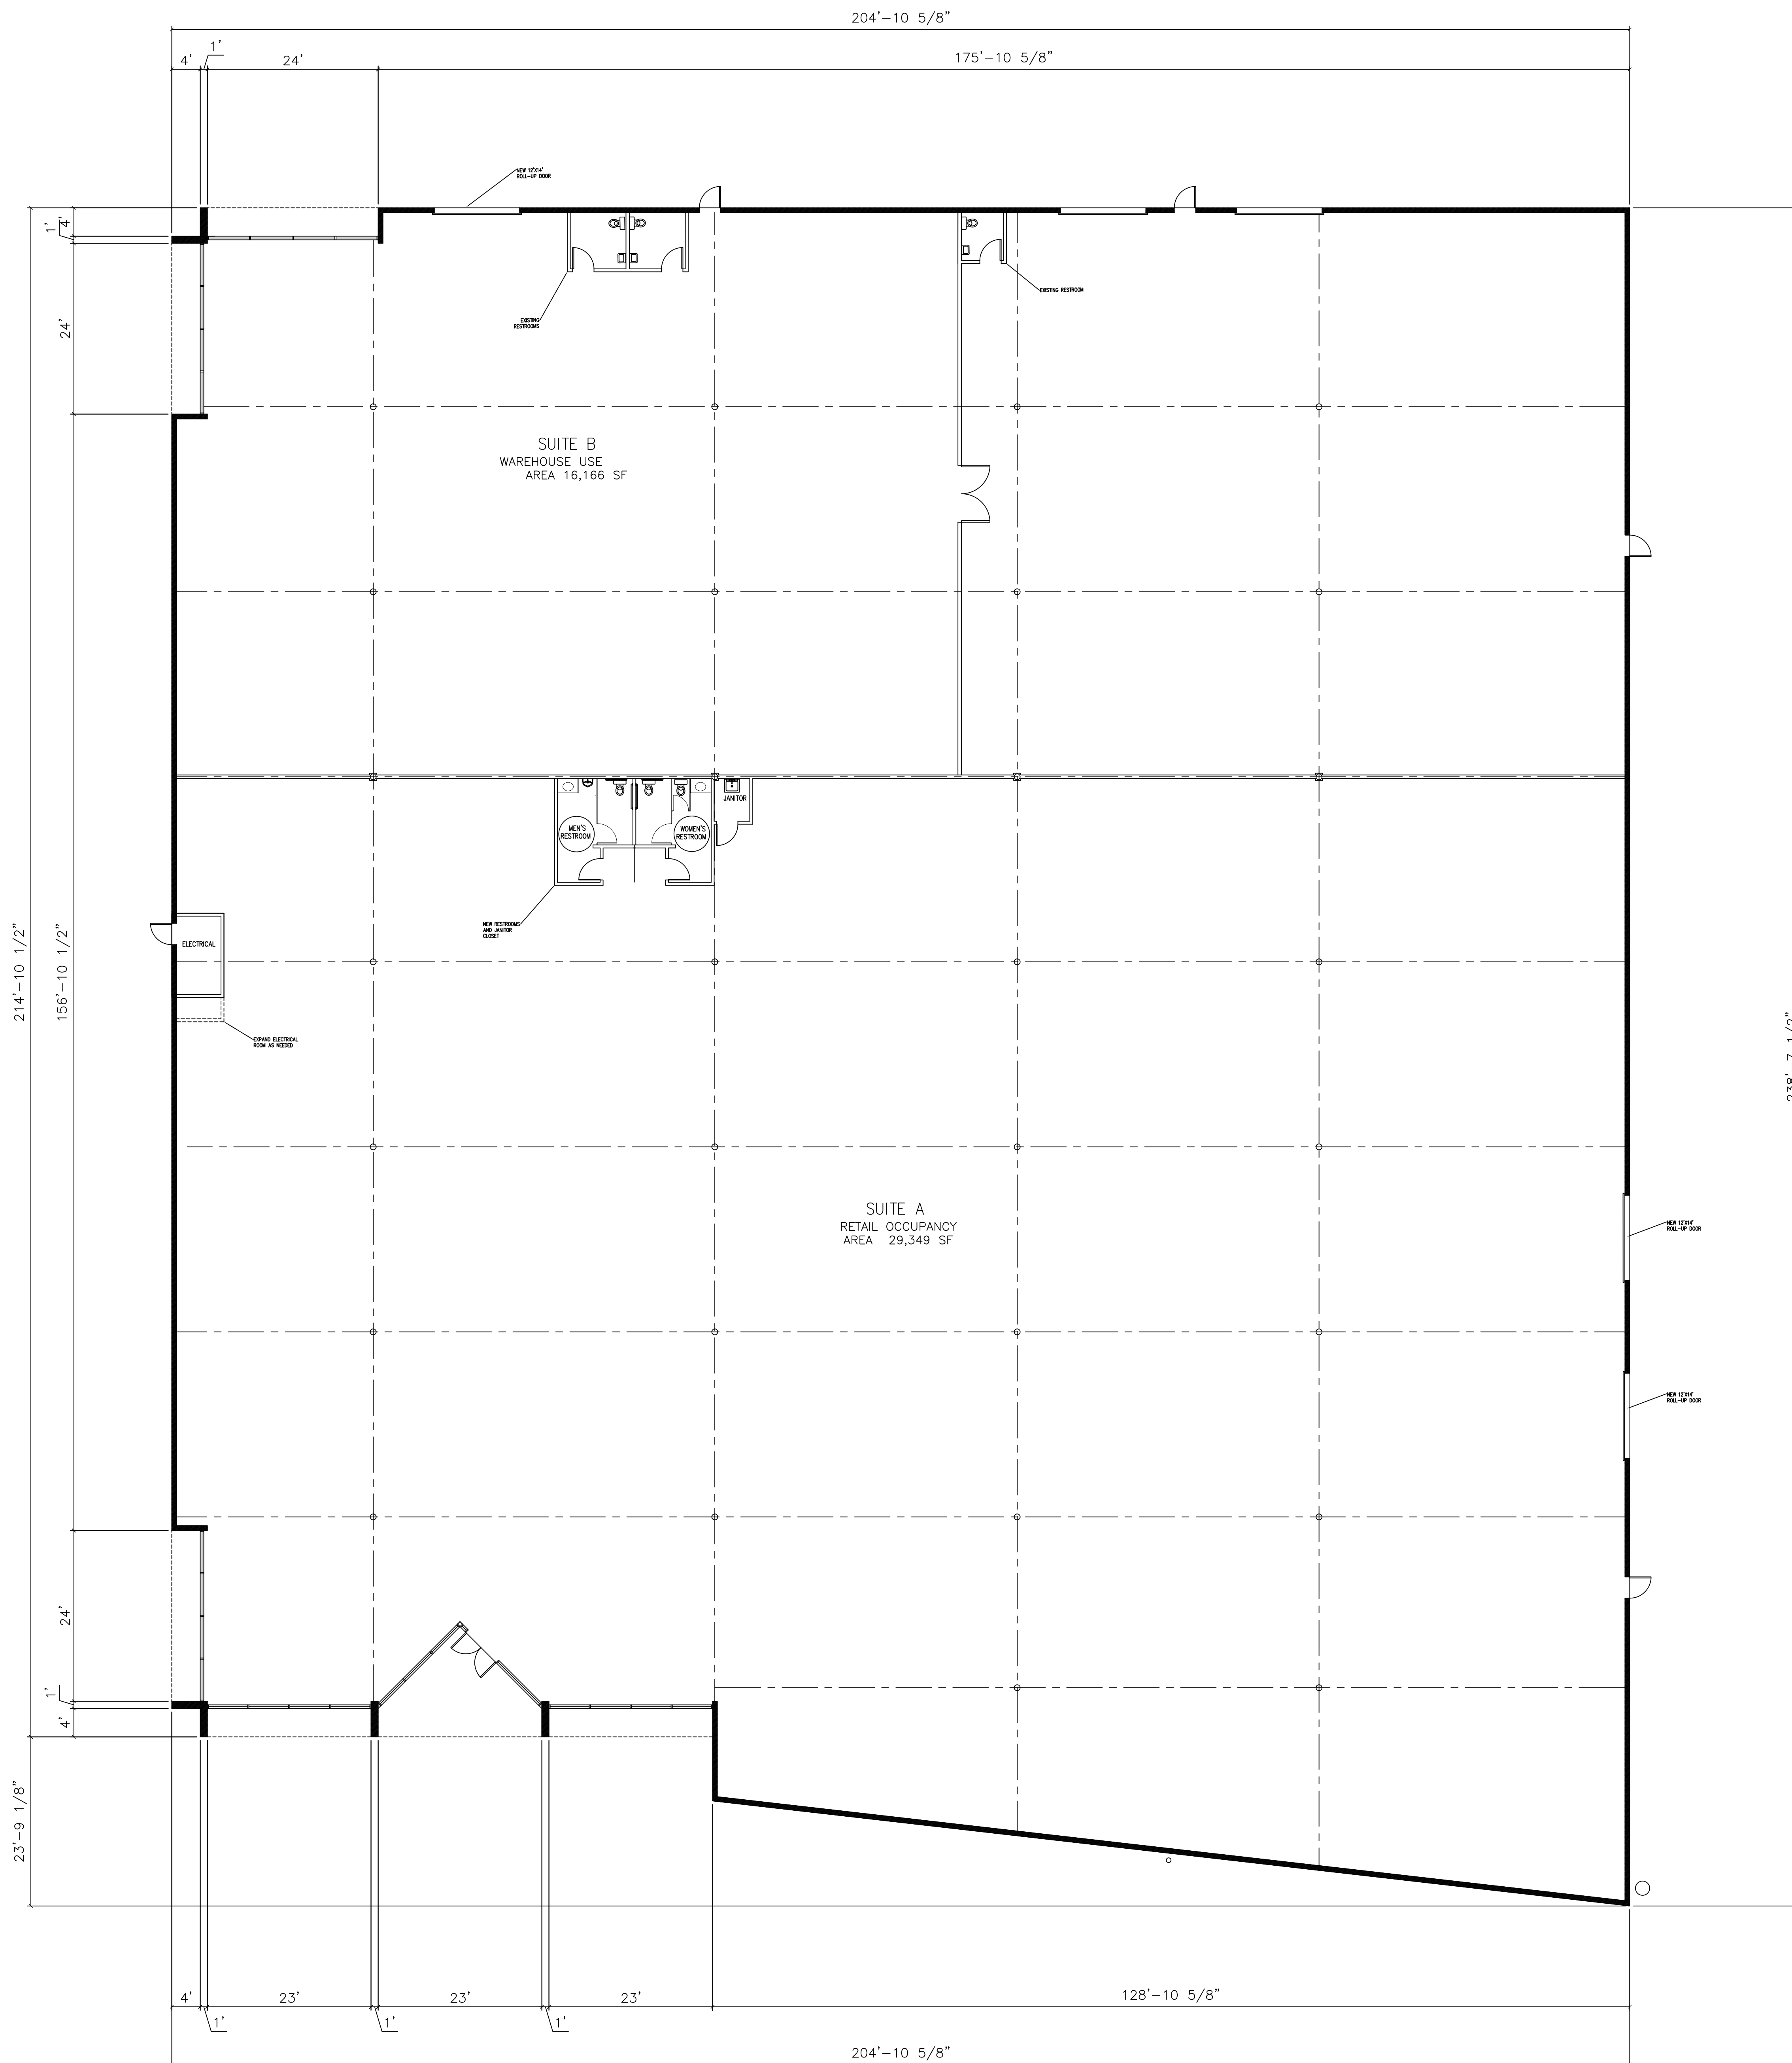 204'-10 5/8"
1'
4'
24'
175'-10 5/8"
NEW 12'X14'
ROLL-UP DOOR
1'
4'
EXISTING RESTROOM
EXISTING
RESTROOMS
24'
SUITE B
WAREHOUSE USE
AREA 16,166 SF
JANITOR
MEN'S
RESTROOM
WOMEN'S
RESTROOM
NEW RESTROOMS
AND JANITOR
CLOSET
ELECTRICAL
214'-10 1/2"
156'-10 1/2"
EXPAND ELECTRICAL
ROOM AS NEEDED
238'-7 1/2"
SUITE A
RETAIL OCCUPANCY
AREA 29,349 SF
NEW 12'X14'
ROLL-UP DOOR
NEW 12'X14'
ROLL-UP DOOR
24'
1'
4'
23'-9 1/8"
4'
23'
23'
23'
128'-10 5/8"
1'
1'
1'
204'-10 5/8"